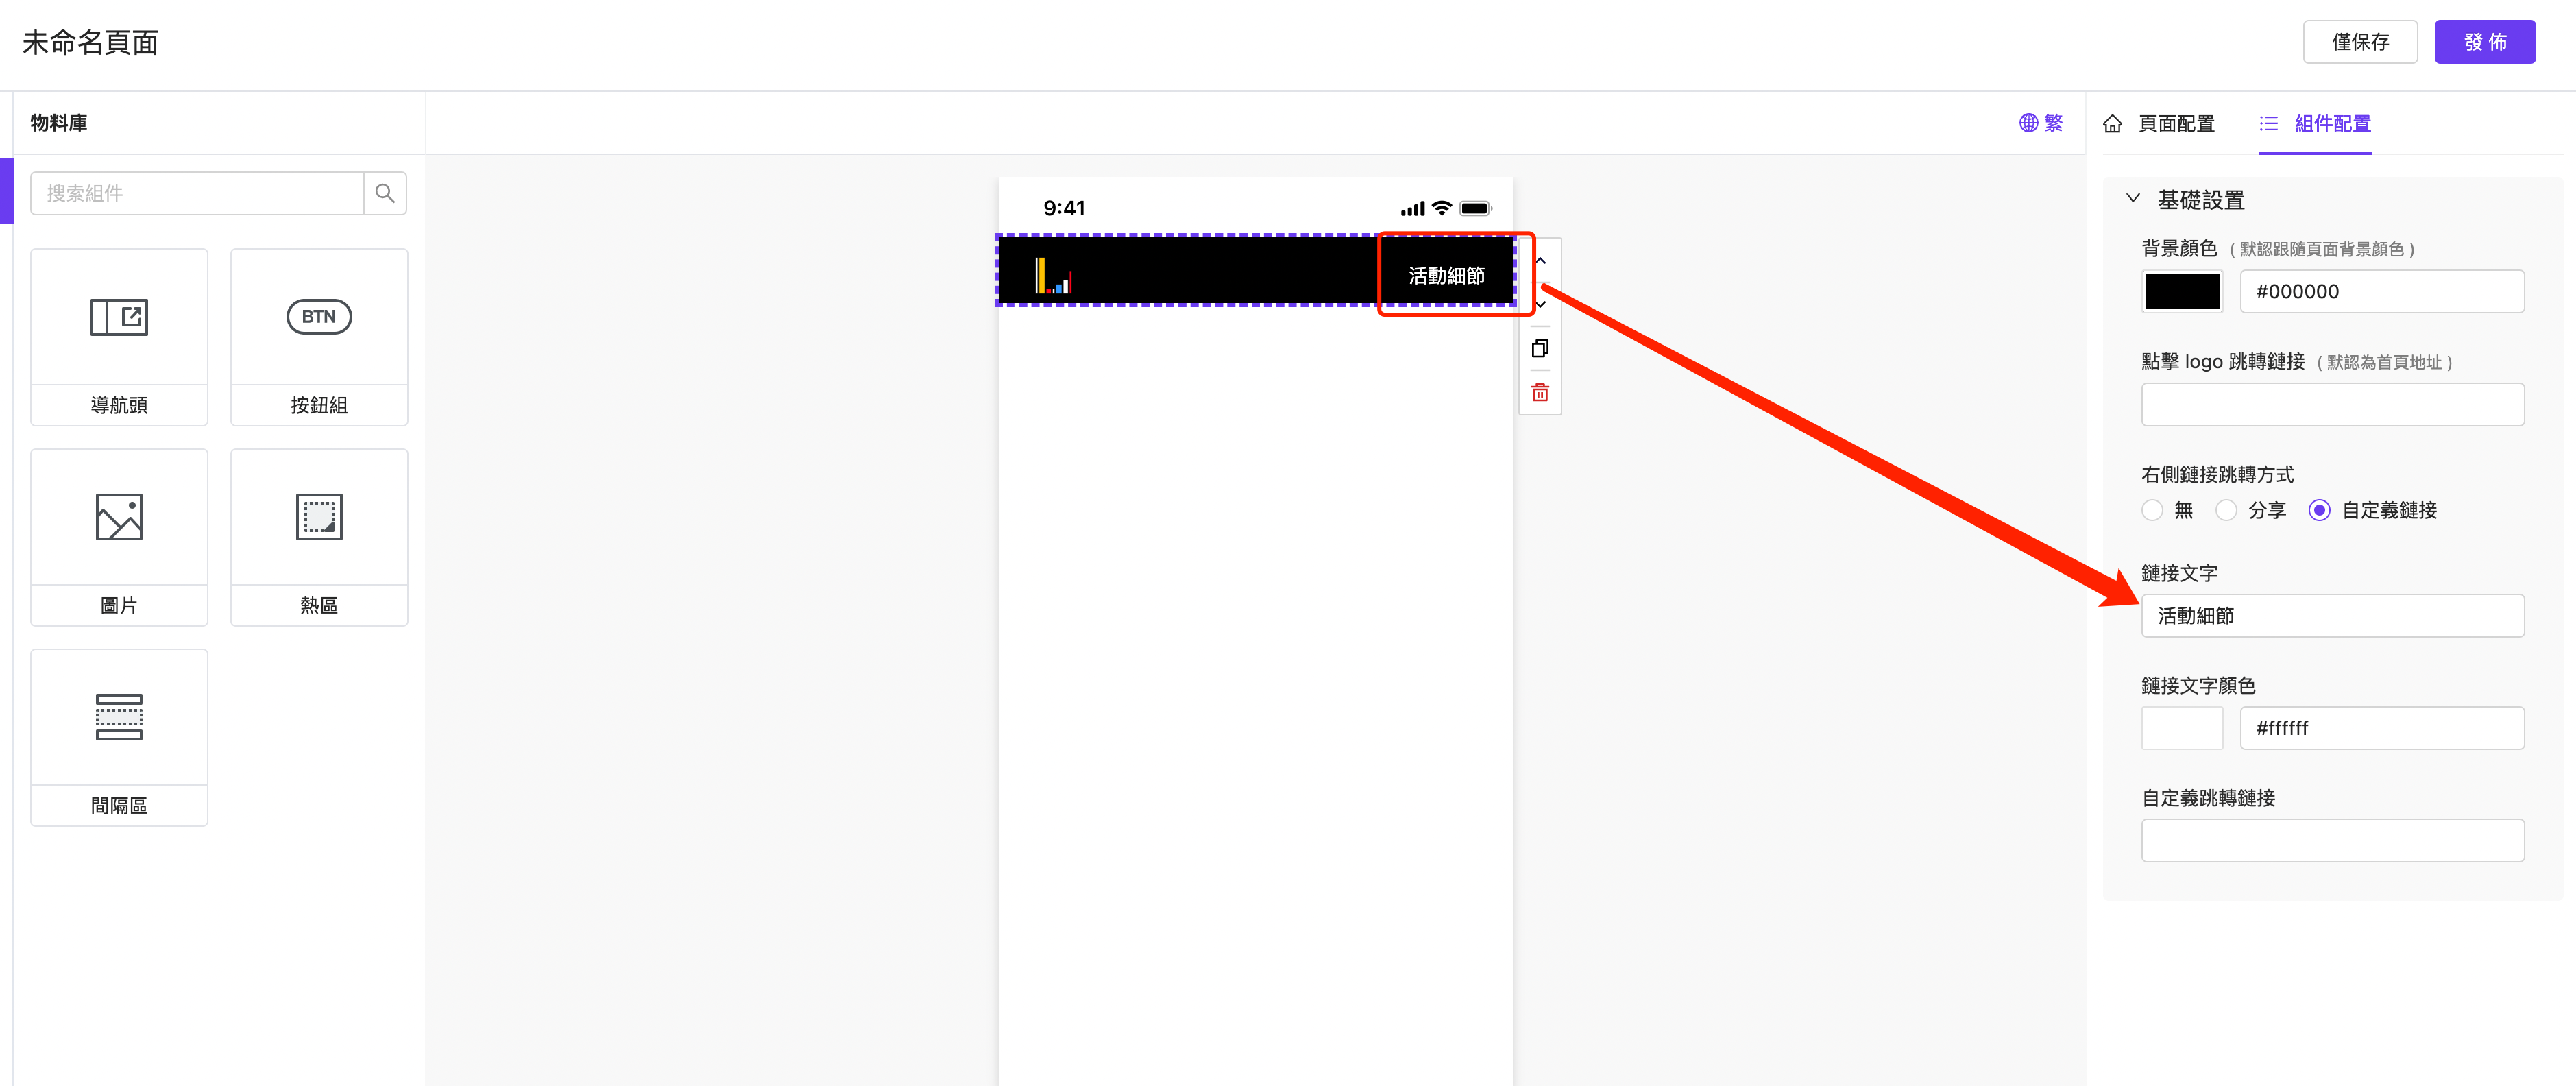 未命名頁面
僅保存
發佈
物料庫
繁
頁面配置
組件配置
搜索組件
導航頭
BTN
按鈕組
圖片
熱區
間隔區
9:41
活動細節
基礎設置
背景顏色 ( 默認跟隨頁面背景顏色 )
#000000
點擊 logo 跳轉鏈接 ( 默認為首頁地址 )
右側鏈接跳轉方式
無 分享 自定義鏈接
鏈接文字
活動細節
鏈接文字顏色
#ffffff
自定義跳轉鏈接